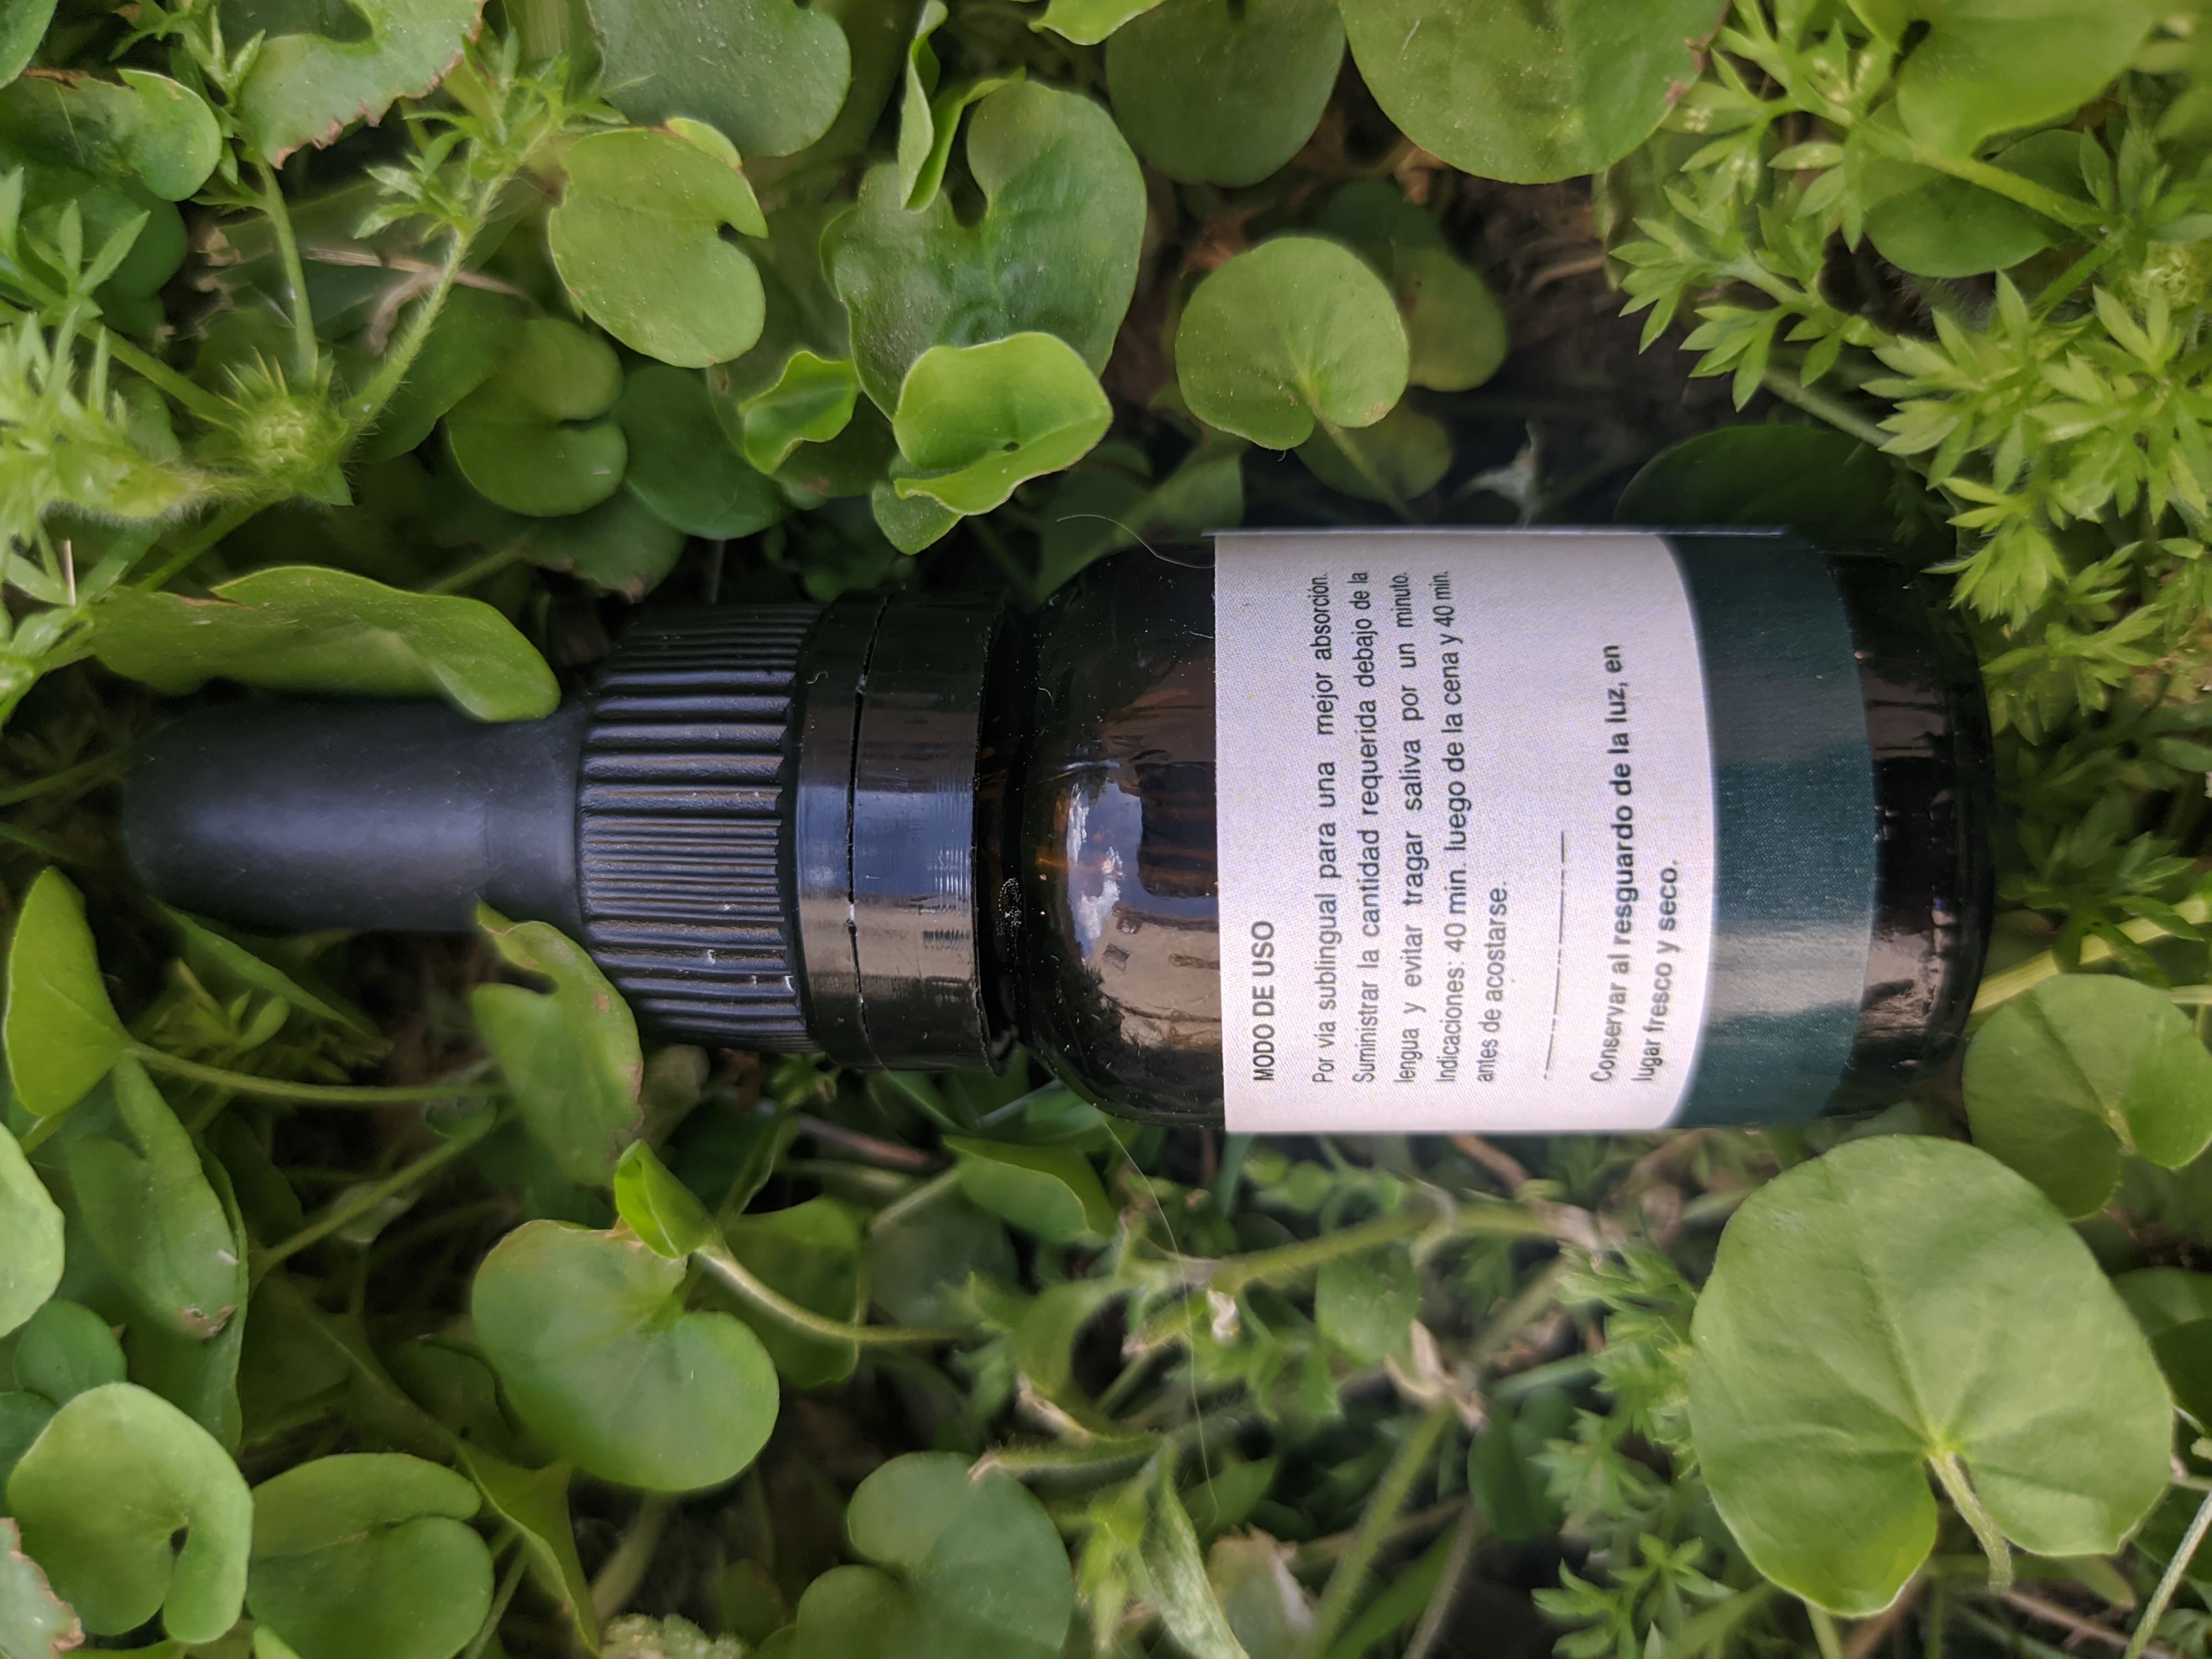 MODO DE USO
Por vía sublingual para una mejor absorción.
Suministrar la cantidad requerida debajo de la
lengua y evitar tragar saliva por un minuto.
Indicaciones: 40 min. luego de la cena y 40 min.
antes de acostarse.
Conservar al resguardo de la luz, en
lugar fresco y seco.